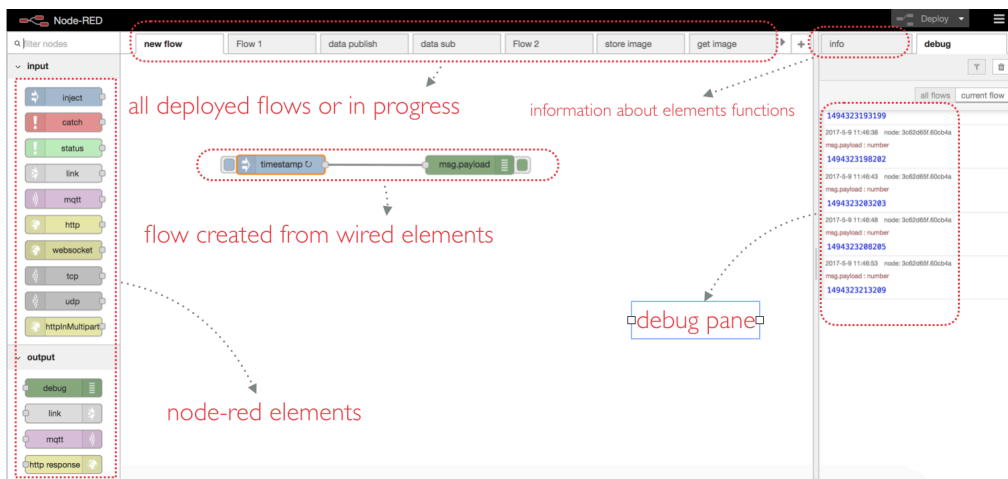 Node-RED
Deploy
filter nodes
new flow
Flow 1
data publish
data sub
Flow 2
store image
get image
+
info
debug
input
inject
catch
status
link
mqtt
http
websocket
tcp
udp
httpInMultipart
output
debug
link
mqtt
http response
all deployed flows or in progress
information about elements functions
timestamp ↻
msg.payload
flow created from wired elements
node-red elements
debug pane
all flows
current flow
1494323193199
2017-5-9 11:46:38 node: 3c62d65f.60cb4a
msg.payload : number
1494323198202
2017-5-9 11:46:43 node: 3c62d65f.60cb4a
msg.payload : number
1494323203203
2017-5-9 11:46:48 node: 3c62d65f.60cb4a
msg.payload : number
1494323208205
2017-5-9 11:46:53 node: 3c62d65f.60cb4a
msg.payload : number
1494323213209